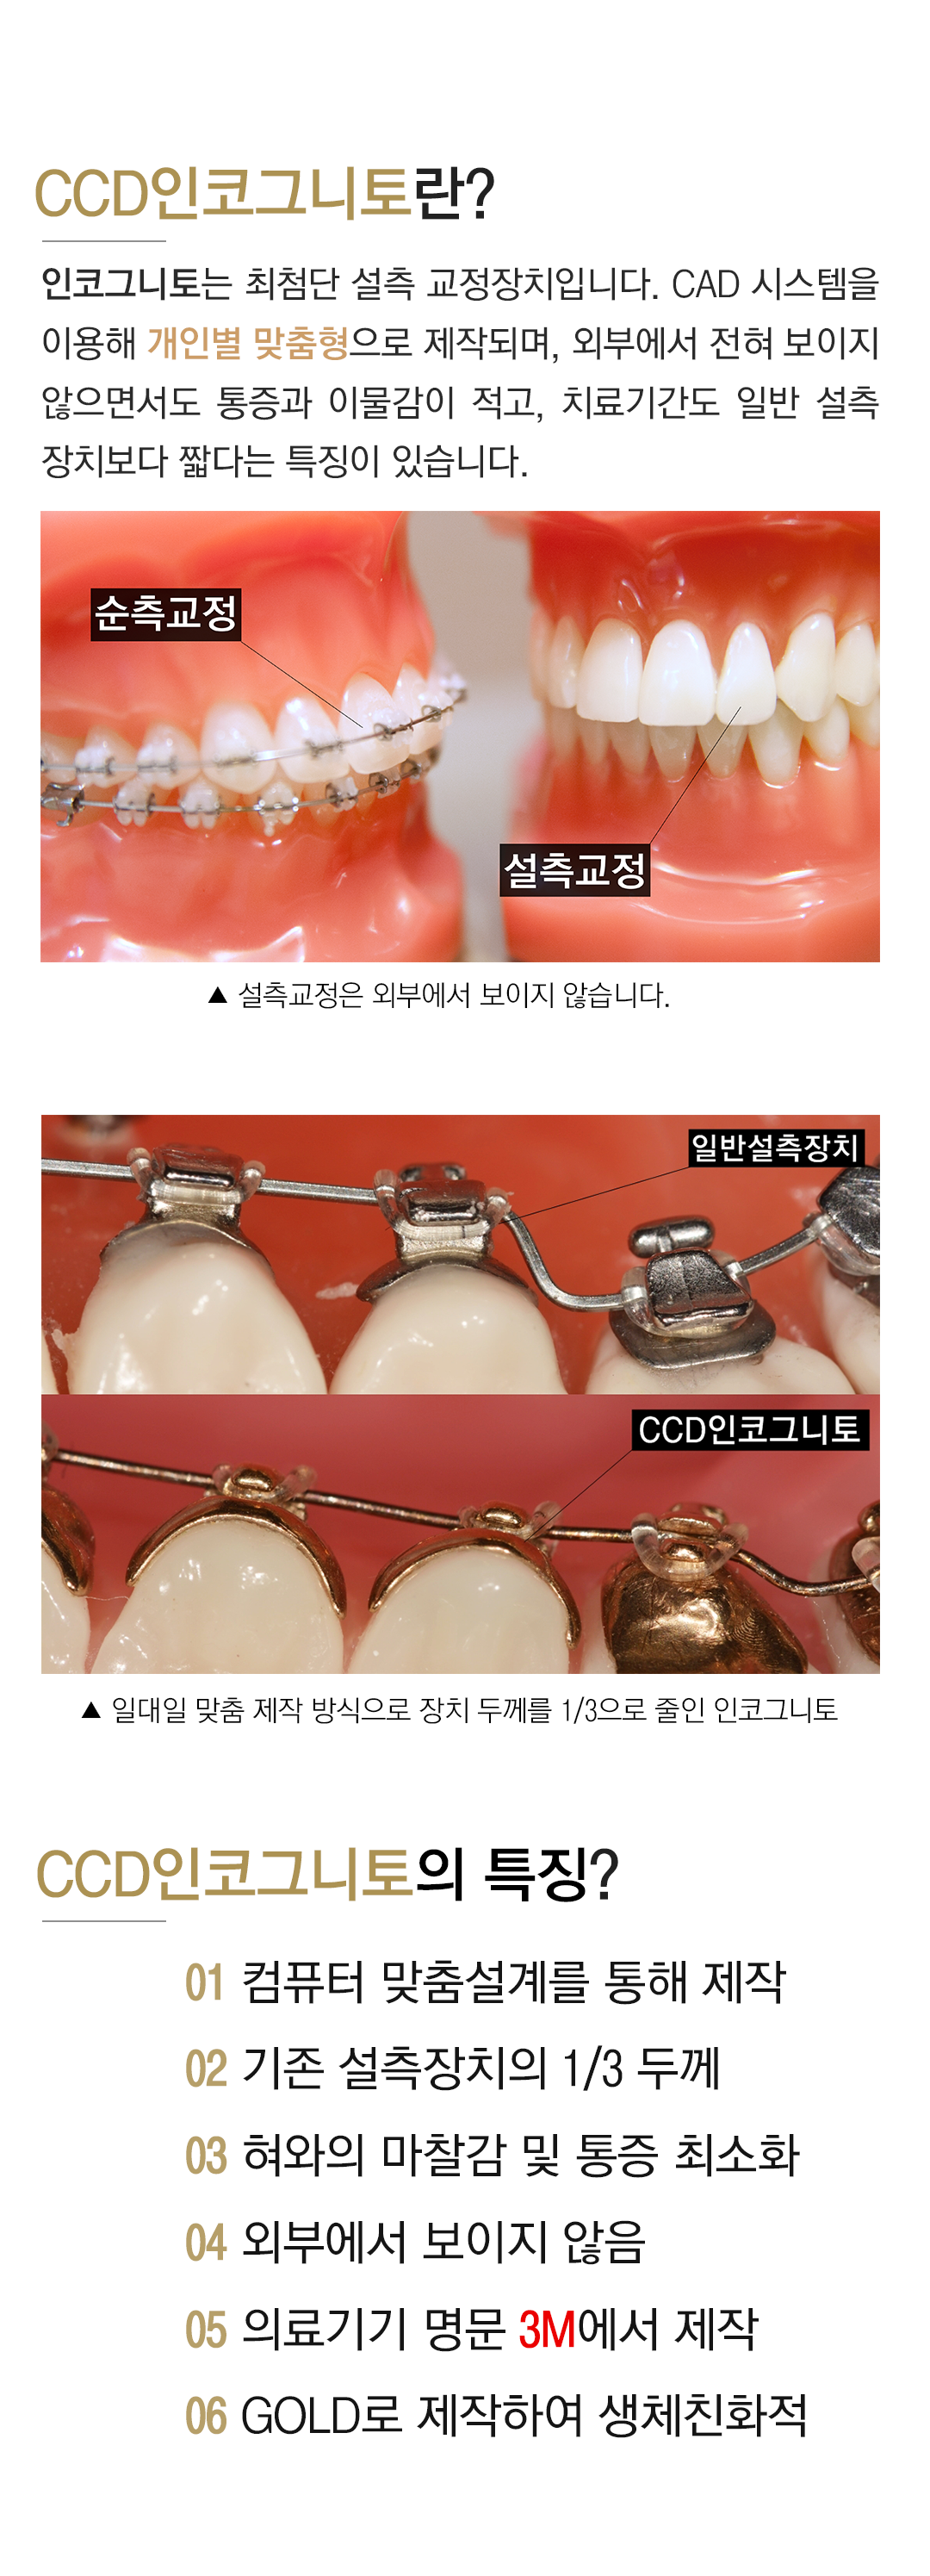 CCD인코그니토란?
인코그니토는 최첨단 설측 교정장치입니다. CAD 시스템을
이용해 개인별 맞춤형으로 제작되며, 외부에서 전혀 보이지
않으면서도 통증과 이물감이 적고, 치료기간도 일반 설측
장치보다 짧다는 특징이 있습니다.
순측교정
설측교정
▲ 설측교정은 외부에서 보이지 않습니다.
일반설측장치
CCD인코그니토
▲ 일대일 맞춤 제작 방식으로 장치 두께를 1/3으로 줄인 인코그니토
CCD인코그니토의 특징?
01 컴퓨터 맞춤설계를 통해 제작
02 기존 설측장치의 1/3 두께
03 혀와의 마찰감 및 통증 최소화
04 외부에서 보이지 않음
05 의료기기 명문 3M에서 제작
06 GOLD로 제작하여 생체친화적